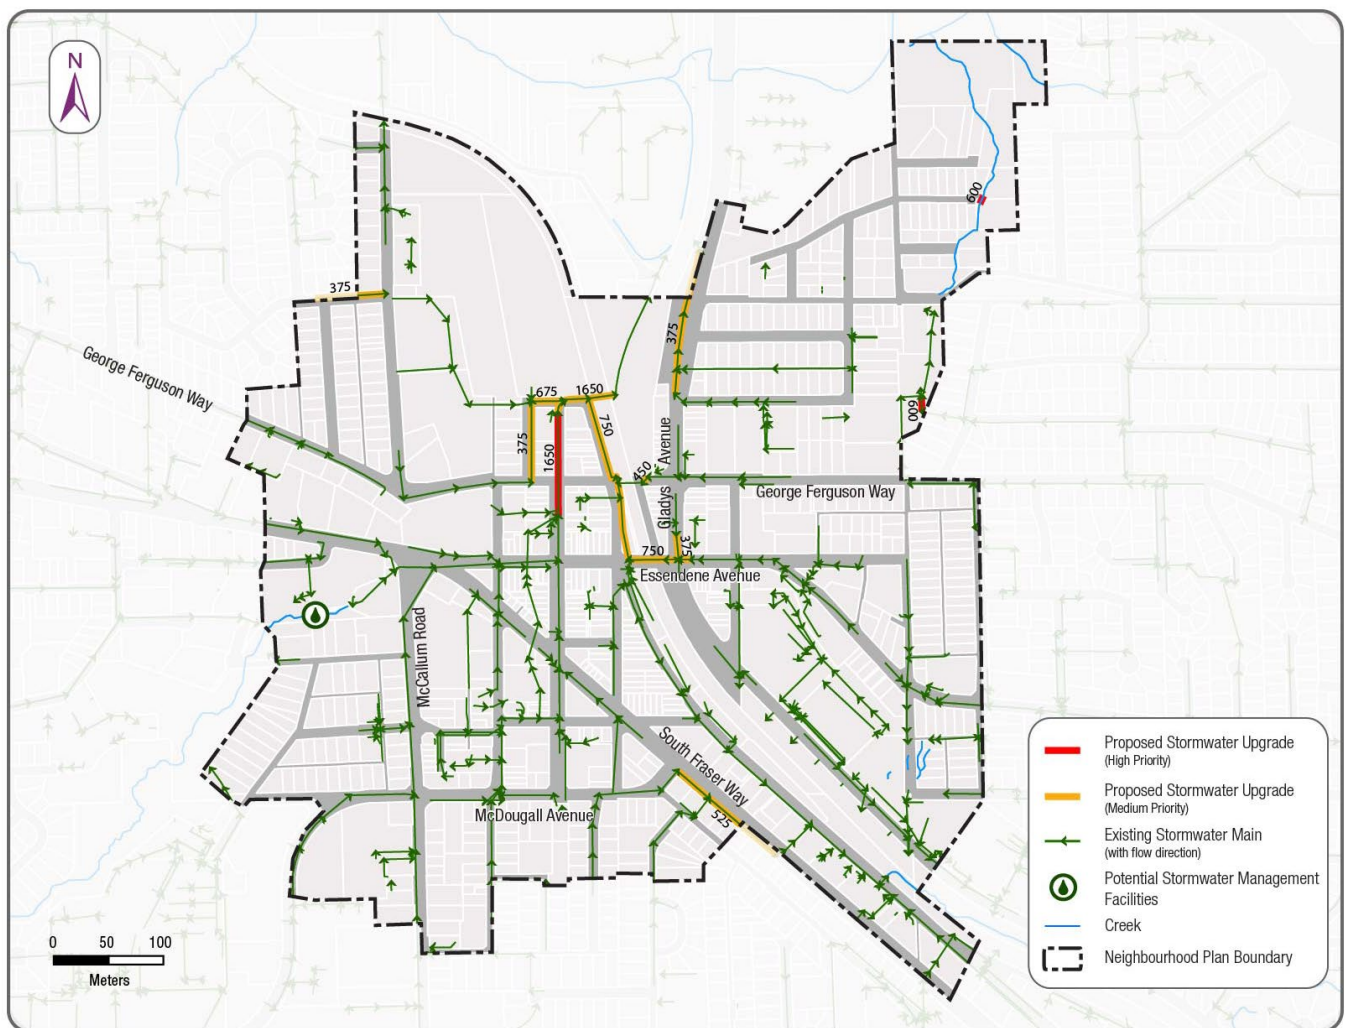 N
600
375
375
George Ferguson Way
675
1650
600
750
375
1650
Avenue
450
Gladys
George Ferguson Way
375
750
Essendene Avenue
McCallum Road
South Fraser Way
525
McDougall Avenue
Proposed Stormwater Upgrade
(High Priority)
Proposed Stormwater Upgrade
(Medium Priority)
Existing Stormwater Main
(with flow direction)
Potential Stormwater Management
Facilities
Creek
Neighbourhood Plan Boundary
0 50 100
Meters